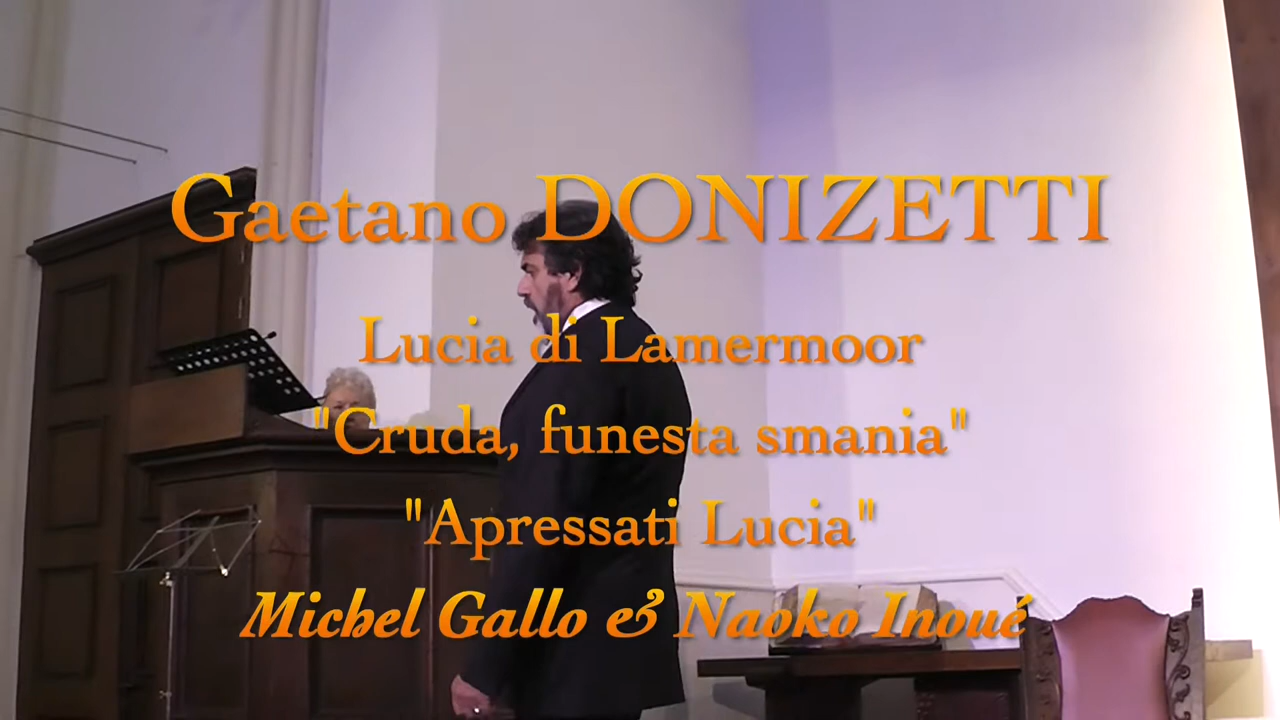 Gaetano DONIZETTI
Lucia di Lamermoor
"Cruda, funesta smania"
"Apressati Lucia"
Michel Gallo & Naoko Inoué